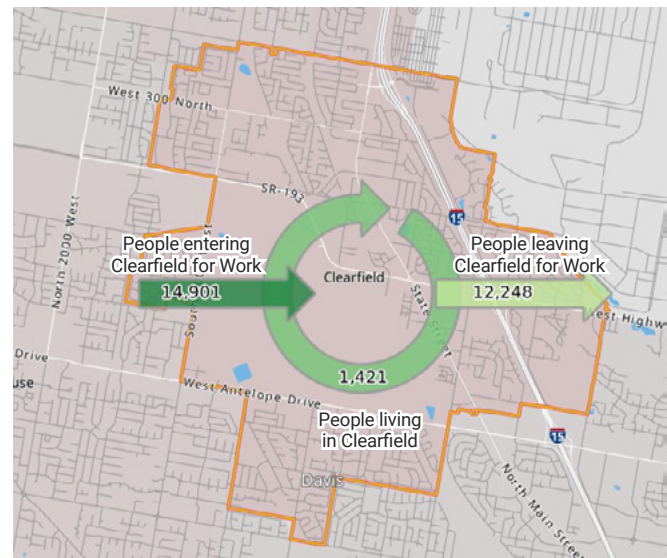 West 300 North
SR-193
15
North 2000 West
People entering
Clearfield for Work
14,901
Clearfield
People leaving
Clearfield for Work
12,248
State Street
1,421
People living
in Clearfield
Drive
use
West Antelope Drive
15
Davis
North Main Street